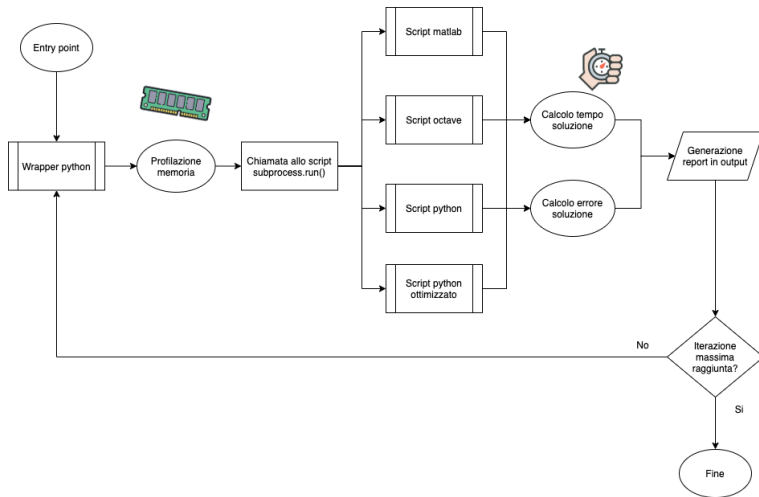 Entry point
Wrapper python
Profilazione
memoria
Chiamata allo script
subprocess.run()
Script matlab
Script octave
Script python
Script python
ottimizzato
Calcolo tempo
soluzione
Calcolo errore
soluzione
Generazione
report in output
Iterazione
massima
raggiunta?
No
Si
Fine